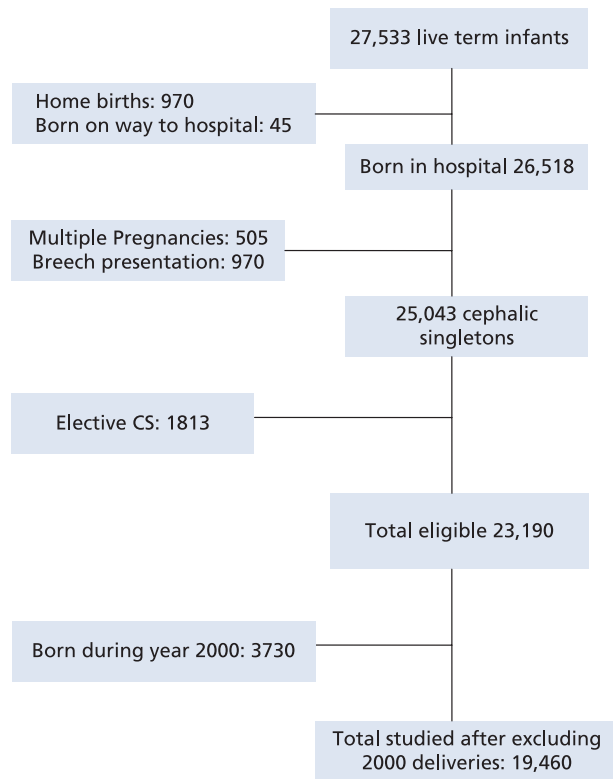 27,533 live term infants
Home births: 970
Born on way to hospital: 45
Born in hospital 26,518
Multiple Pregnancies: 505
Breech presentation: 970
25,043 cephalic
singletons
Elective CS: 1813
Total eligible 23,190
Born during year 2000: 3730
Total studied after excluding
2000 deliveries: 19,460